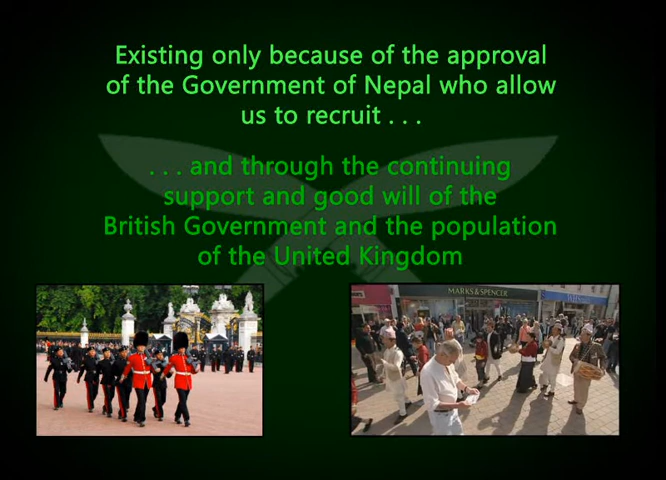 Existing only because of the approval
of the Government of Nepal who allow
us to recruit . . .
. . . and through the continuing
support and good will of the
British Government and the population
of the United Kingdom
MARKS & SPENCER